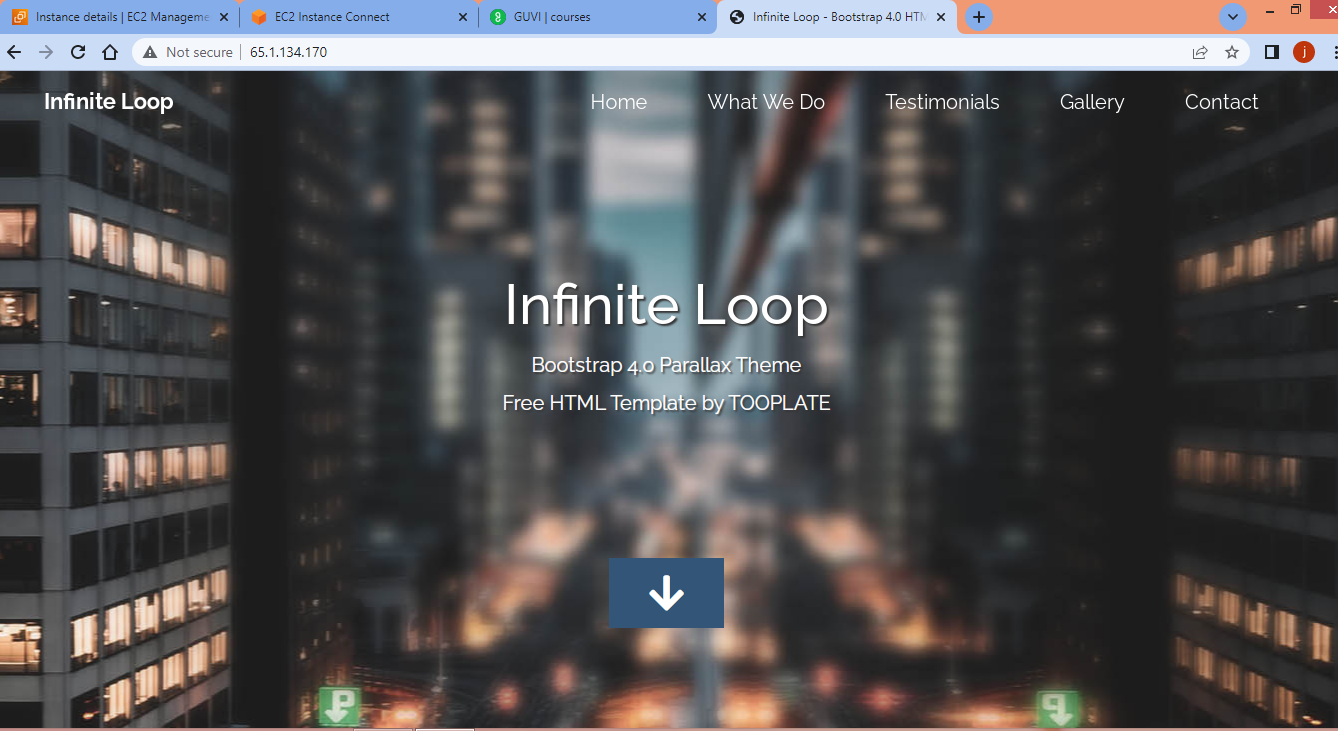 Instance details | EC2 Manageme
EC2 Instance Connect
GUVI | courses
Infinite Loop - Bootstrap 4.0 HTM
Not secure
65.1.134.170
j
Infinite Loop
Home
What We Do
Testimonials
Gallery
Contact
Infinite Loop
Bootstrap 4.0 Parallax Theme
Free HTML Template by TOOPLATE
P